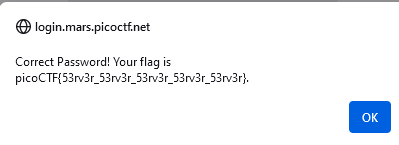 login.mars.picoctf.net
Correct Password! Your flag is
picoCTF{53rv3r_53rv3r_53rv3r_53rv3r_53rv3r}.
OK